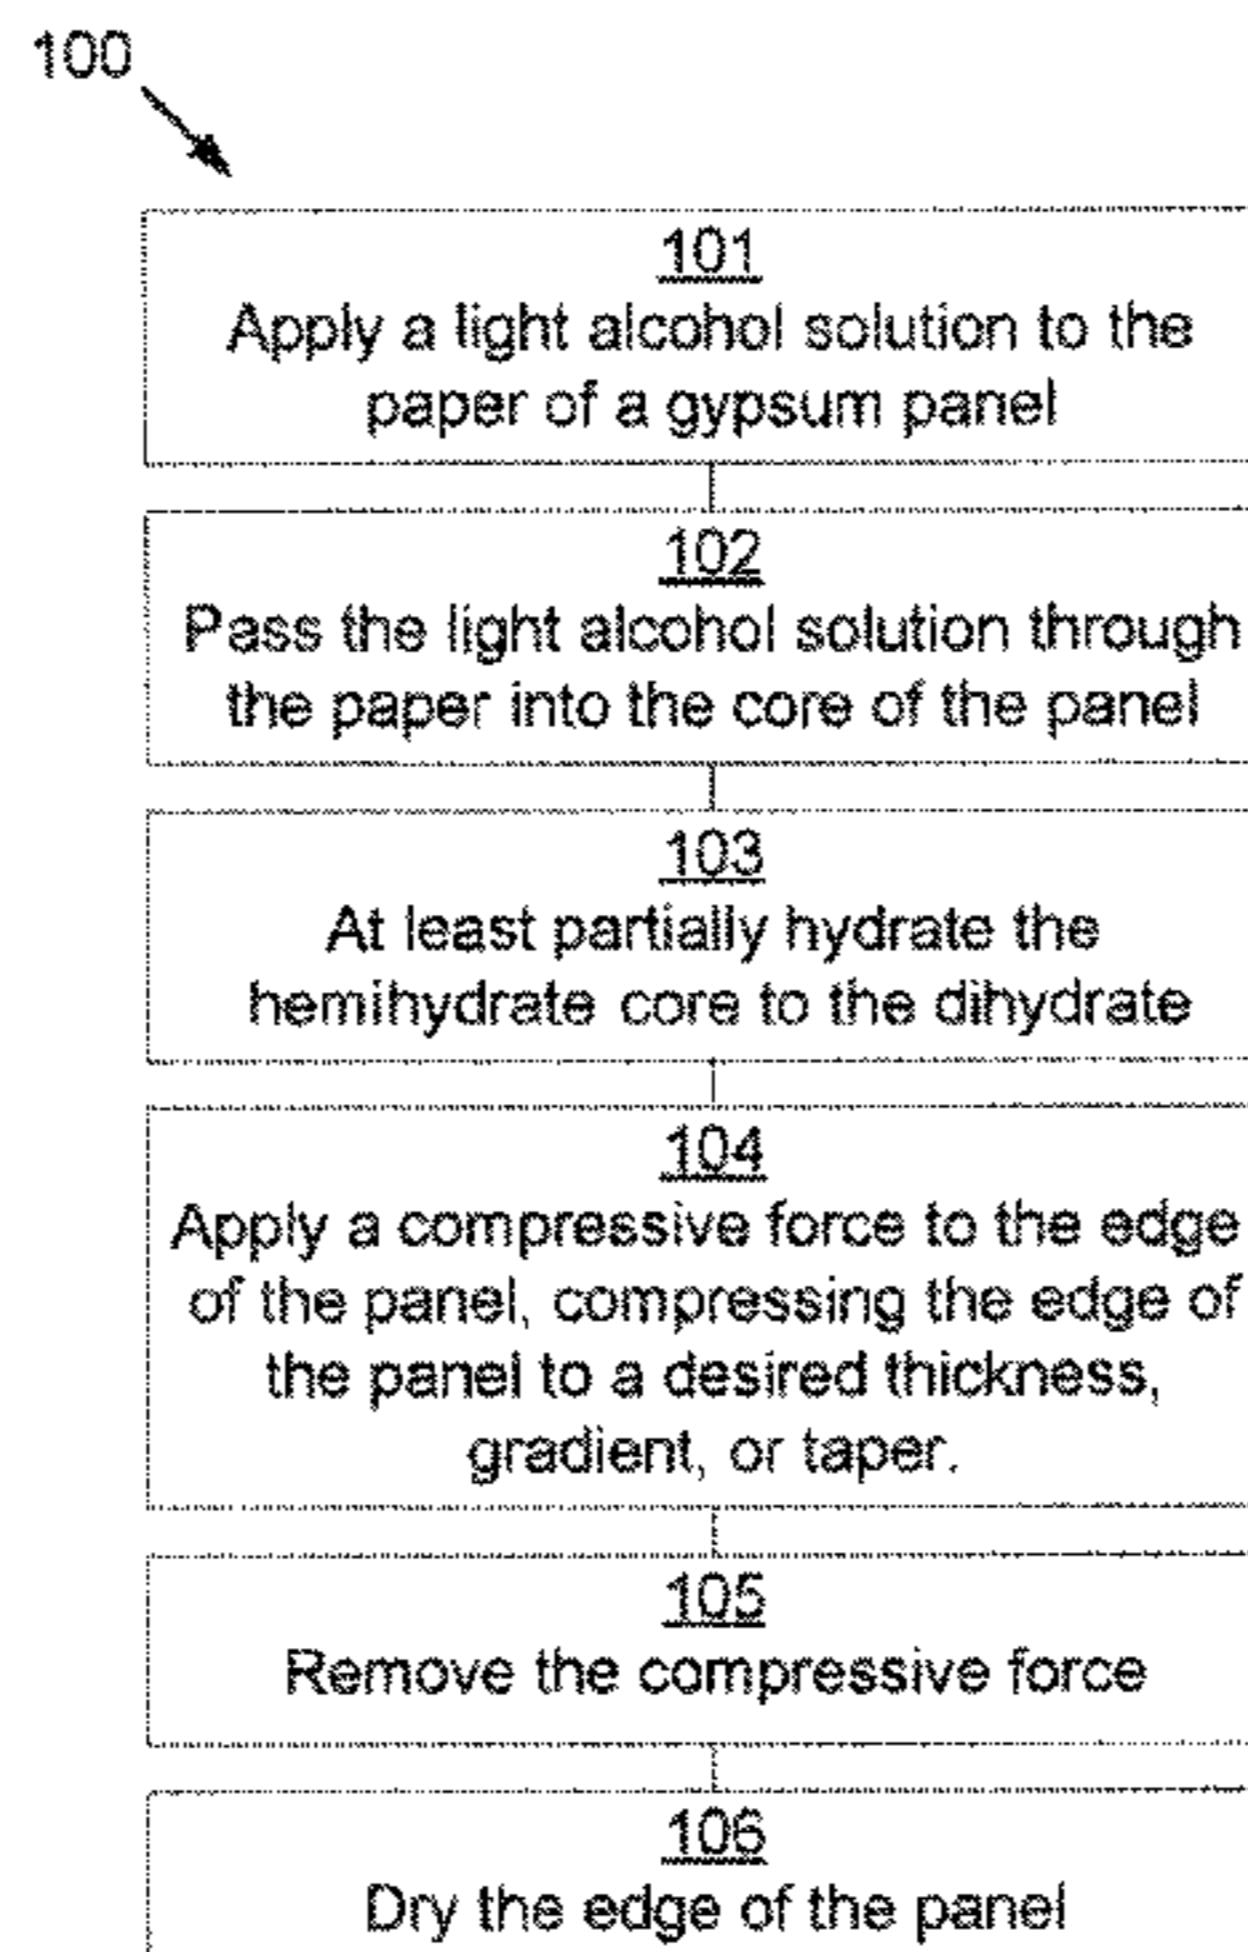 100
101
Apply a light alcohol solution to the
paper of a gypsum panel
102
Pass the light alcohol solution through
the paper into the core of the panel
103
At least partially hydrate the
hemihydrate core to the dihydrate
104
Apply a compressive force to the edge
of the panel, compressing the edge of
the panel to a desired thickness,
gradient, or taper.
105
Remove the compressive force
106
Dry the edge of the panel